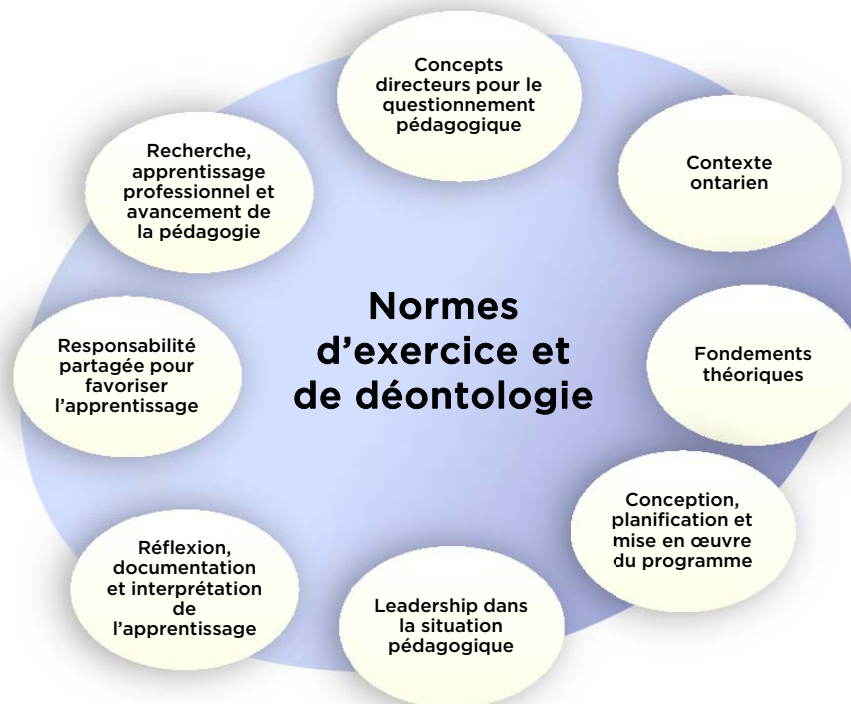 Concepts
directeurs pour le
questionnement
pédagogique
Contexte
ontarien
Fondements
théoriques
Conception,
planification et
mise en œuvre
du programme
Leadership dans
la situation
pédagogique
Réflexion,
documentation
et interprétation
de
l'apprentissage
Responsabilité
partagée pour
favoriser
l'apprentissage
Recherche,
apprentissage
professionnel et
avancement de
la pédagogie
Normes
d'exercice et
de déontologie